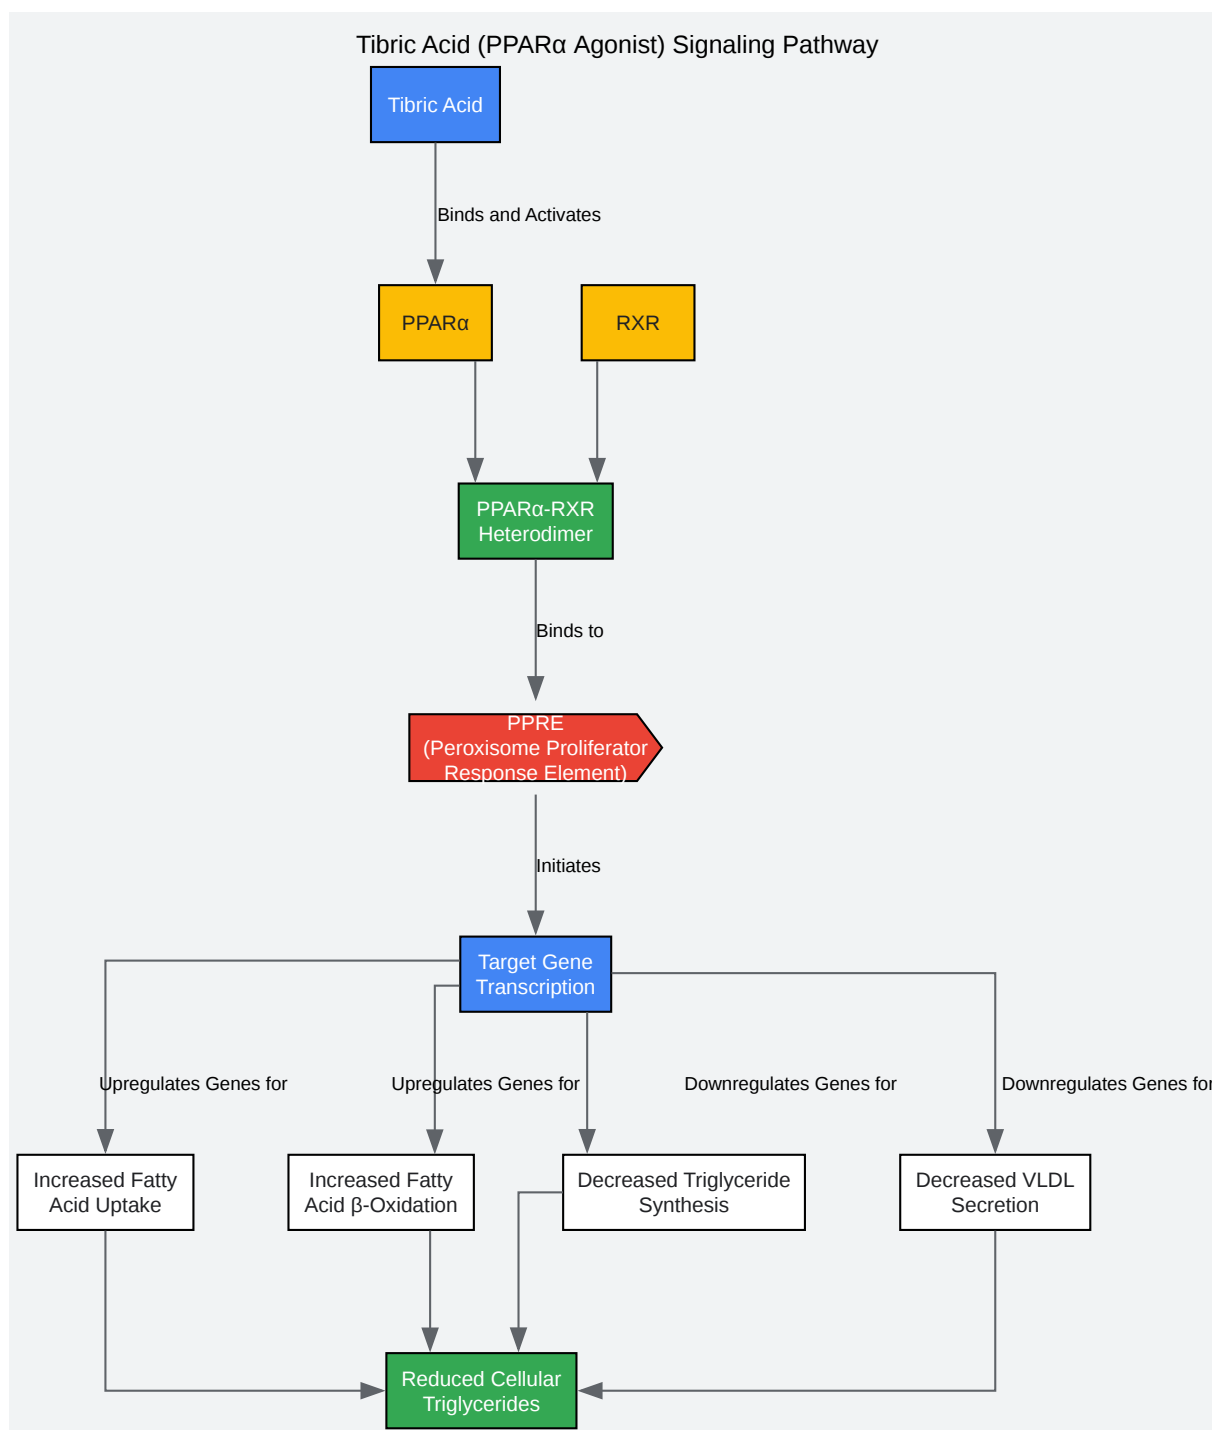 Tibric Acid (PPARα Agonist) Signaling Pathway
Tibric Acid
Binds and Activates
PPARα
RXR
PPARα-RXR
Heterodimer
Binds to
PPRE
(Peroxisome Proliferator
Response Element)
Initiates
Target Gene
Transcription
Upregulates Genes for
Upregulates Genes for
Downregulates Genes for
Downregulates Genes for
Increased Fatty
Acid Uptake
Increased Fatty
Acid β-Oxidation
Decreased Triglyceride
Synthesis
Decreased VLDL
Secretion
Reduced Cellular
Triglycerides